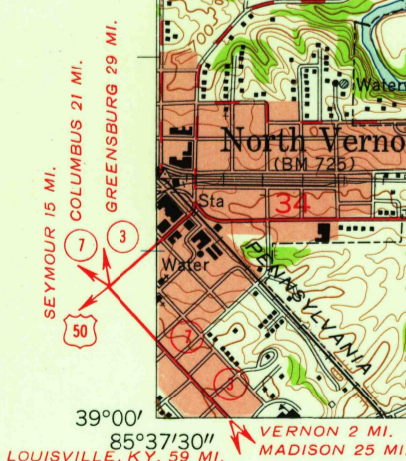 SEYMOUR 15 MI.
COLUMBUS 21 MI.
GREENSBURG 29 MI.
7
3
50
Water
North Verno
(BM 725)
34
Sta
Water
PENNSYLVANIA
7
3
39°00'
85°37'30"
VERNON 2 MI.
MADISON 25 MI.
LOUISVILLE, KY. 59 MI.